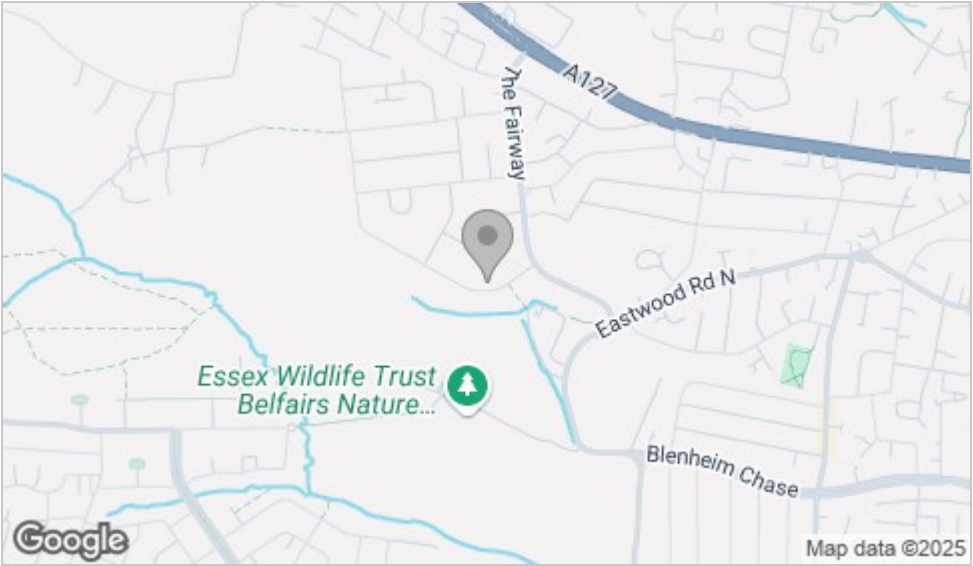 A127
The Fairway
Eastwood Rd N
Essex Wildlife Trust
Belfairs Nature...
Blenheim Chase
Google
Map data ©2025